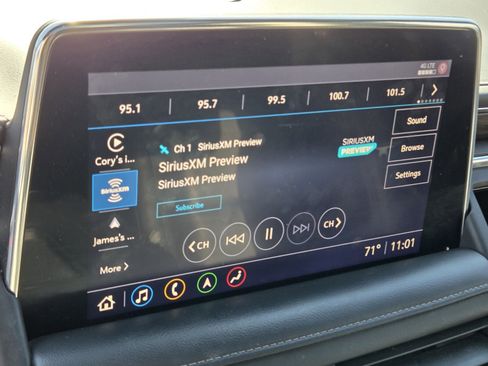 4G LTE
95.1 95.7 99.5 100.7 101.5 >
Cory's i...
Ch 1 SiriusXM Preview
SIRIUSXM
PREVIEW
Sound
SiriusXM Preview
SiriusXM
SiriusXM Preview
Browse
Subscribe
Settings
James's ...
< CH
CH >
More >
71° 11:01